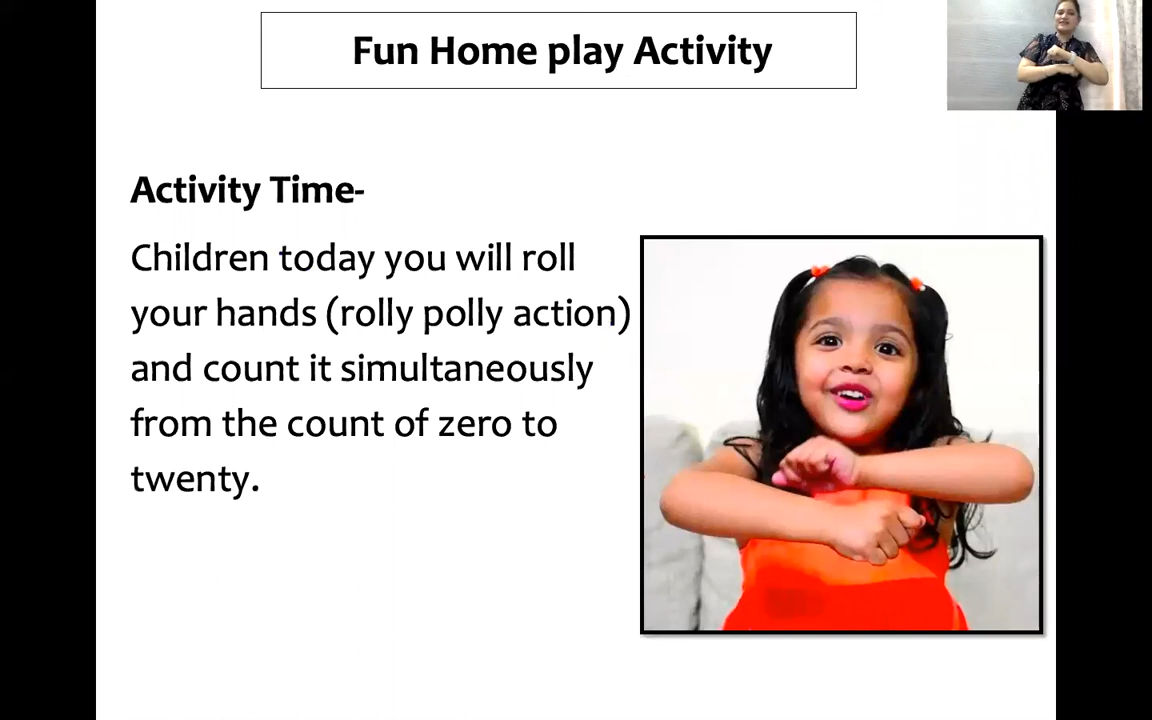 Fun Home play Activity
Activity Time-
Children today you will roll
your hands (rolly polly action)
and count it simultaneously
from the count of zero to
twenty.